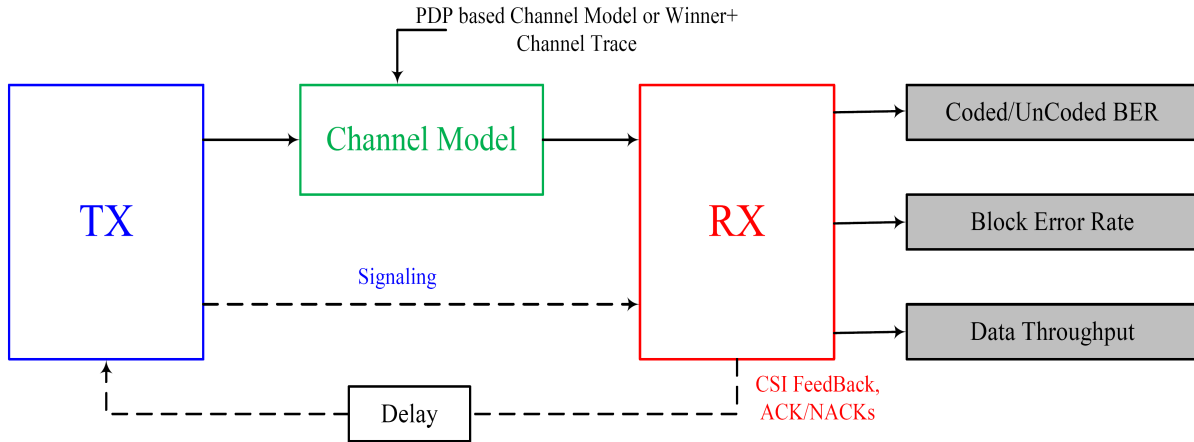 PDP based Channel Model or Winner+
Channel Trace
TX
Channel Model
RX
Coded/UnCoded BER
Block Error Rate
Data Throughput
Signaling
CSI FeedBack,
ACK/NACKs
Delay